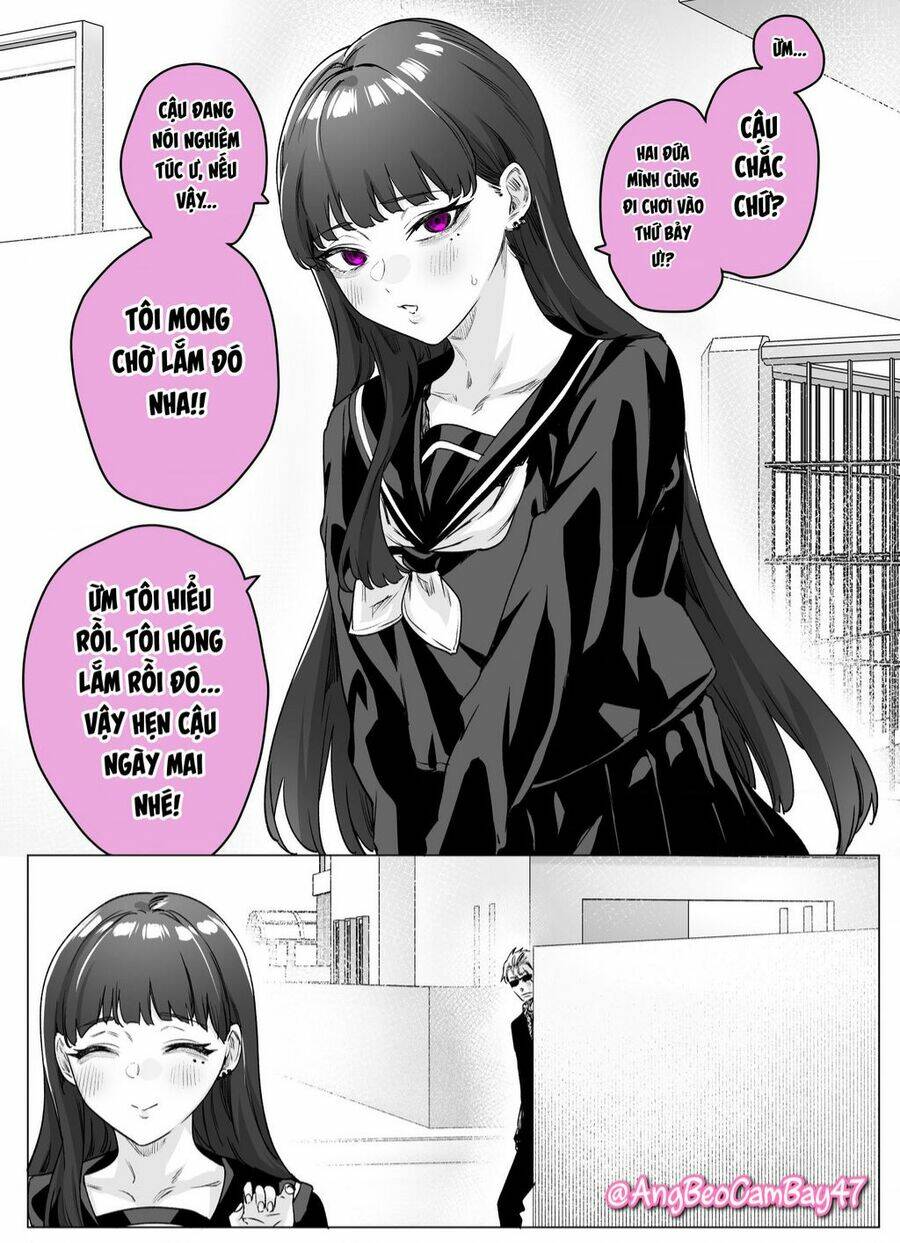 ỪM...
CẬU
CHẮC
CHỨ?
HAI ĐỨA
MÌNH CÙNG
ĐI CHƠI VÀO
THỨ BẢY
Ư!?
CẬU ĐANG
NÓI NGHIÊM
TÚC Ư, NẾU
VẬY...
TÔI MONG
CHỜ LẮM ĐÓ
NHA!!
ỪM TÔI HIỂU
RỒI. TÔI HÓNG
LẮM RỒI ĐÓ...
VẬY HẸN CẬU
NGÀY MAI
NHÉ!
@AngBeoCamBay47